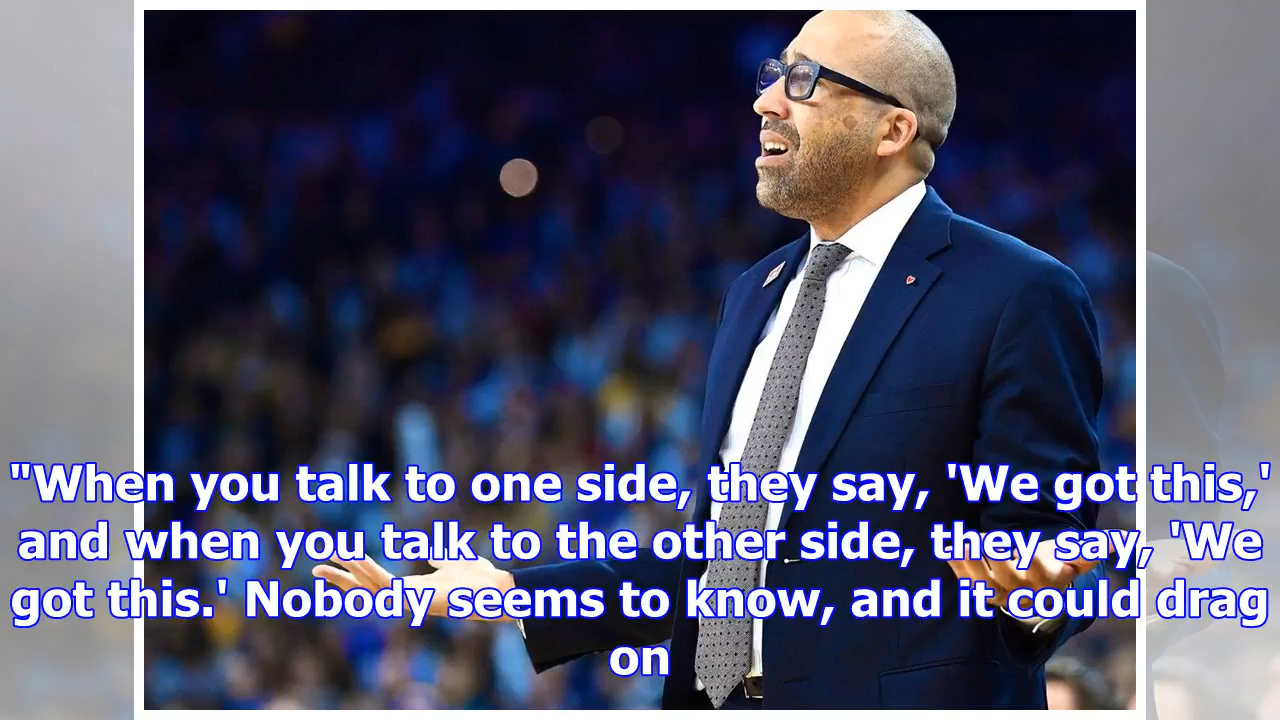 "When you talk to one side, they say, 'We got this,'
and when you talk to the other side, they say, 'We
got this.' Nobody seems to know, and it could drag
on